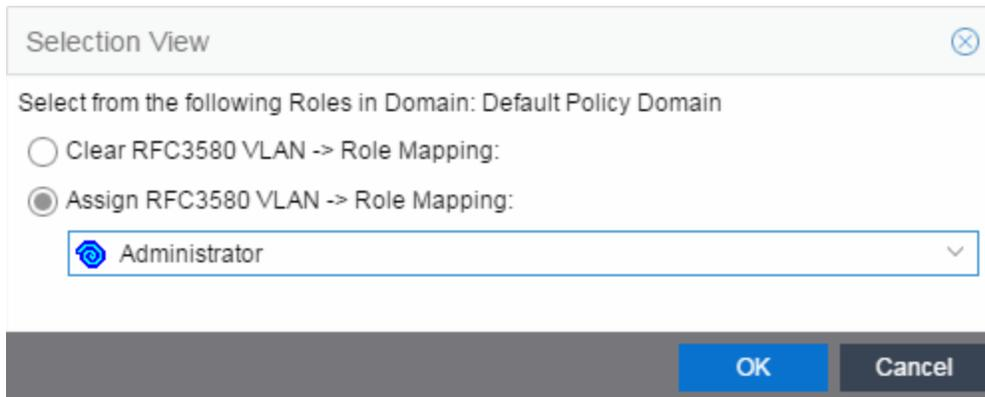 Selection View
Select from the following Roles in Domain: Default Policy Domain
Clear RFC3580 VLAN -> Role Mapping:
Assign RFC3580 VLAN -> Role Mapping:
Administrator
OK Cancel